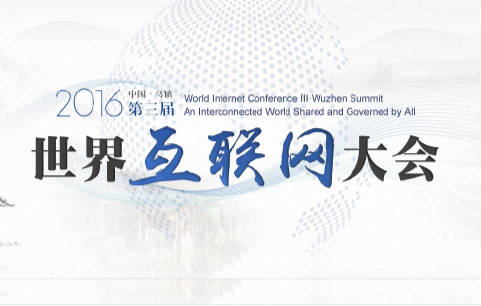 2016 中国·乌镇
第三届
World Internet Conference III Wuzhen Summit
An Interconnected World Shared and Governed by All
世界互联网大会